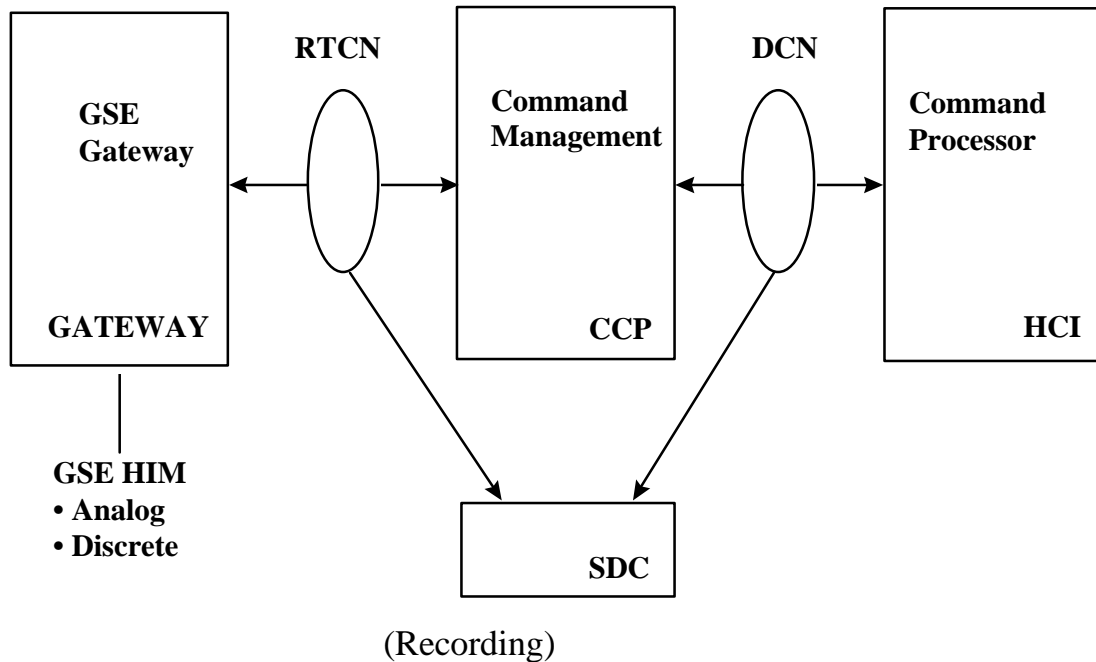 RTCN
DCN
GSE
Gateway
GATEWAY
Command
Management
CCP
Command
Processor
HCI
GSE HIM
• Analog
• Discrete
SDC
(Recording)